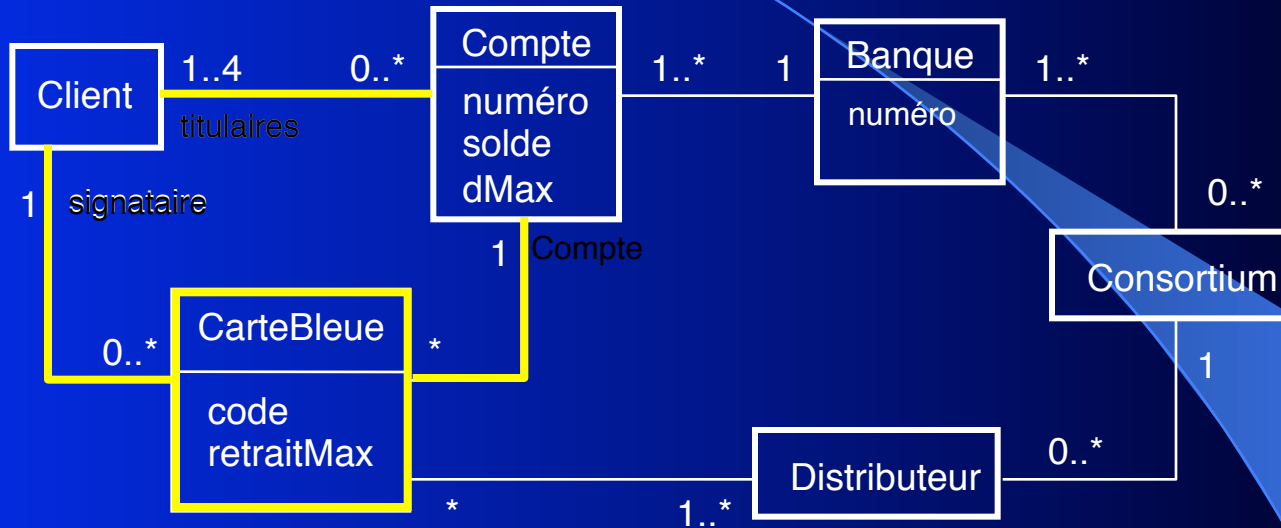 Client
1..4
0..*
titulaires
Compte
numéro
solde
dMax
1..*
1
Banque
numéro
1..*
1
signataire
1
Compte
0..*
Consortium
0..*
CarteBleue
code
retraitMax
*
*
1..*
Distributeur
0..*
1